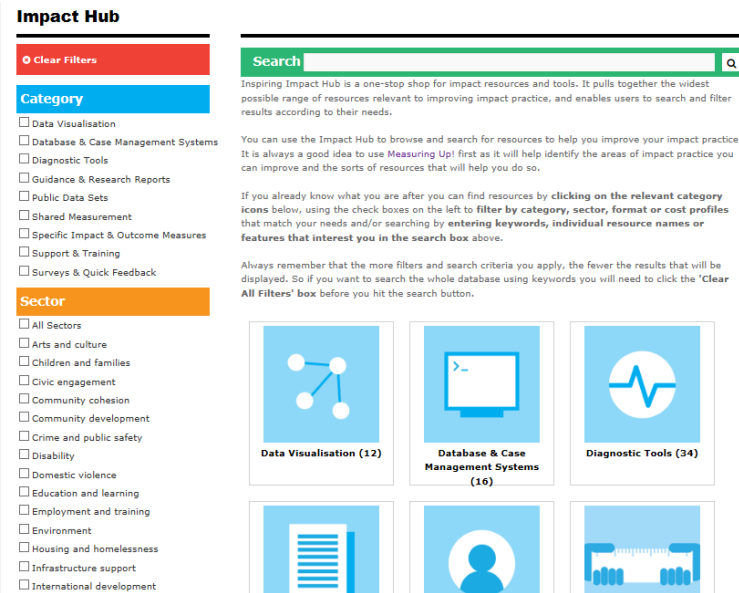 Impact Hub
Clear Filters
Category
Data Visualisation
Database & Case Management Systems
Diagnostic Tools
Guidance & Research Reports
Public Data Sets
Shared Measurement
Specific Impact & Outcome Measures
Support & Training
Surveys & Quick Feedback
Sector
All Sectors
Arts and culture
Children and families
Civic engagement
Community cohesion
Community development
Crime and public safety
Disability
Domestic violence
Education and learning
Employment and training
Environment
Housing and homelessness
Infrastructure support
International development
Search
Inspiring Impact Hub is a one-stop shop for impact resources and tools. It pulls together the widest
possible range of resources relevant to improving impact practice, and enables users to search and filter
results according to their needs.
You can use the Impact Hub to browse and search for resources to help you improve your impact practice
It is always a good idea to use Measuring Up! first as it will help identify the areas of impact practice you
can improve and the sorts of resources that will help you do so.
If you already know what you are after you can find resources by clicking on the relevant category
icons below, using the check boxes on the left to filter by category, sector, format or cost profiles
that match your needs and/or searching by entering keywords, individual resource names or
features that interest you in the search box above.
Always remember that the more filters and search criteria you apply, the fewer the results that will be
displayed. So if you want to search the whole database using keywords you will need to click the 'Clear
All Filters' box before you hit the search button.
>_
Data Visualisation (12)
Database & Case
Management Systems
(16)
Diagnostic Tools (34)